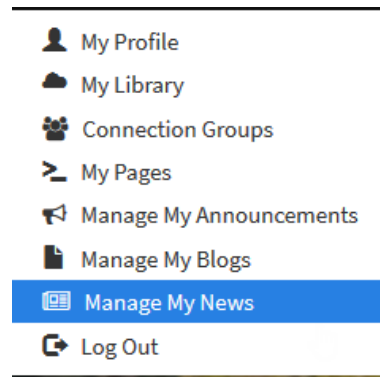 My Profile
My Library
Connection Groups
My Pages
Manage My Announcements
Manage My Blogs
Manage My News
Log Out